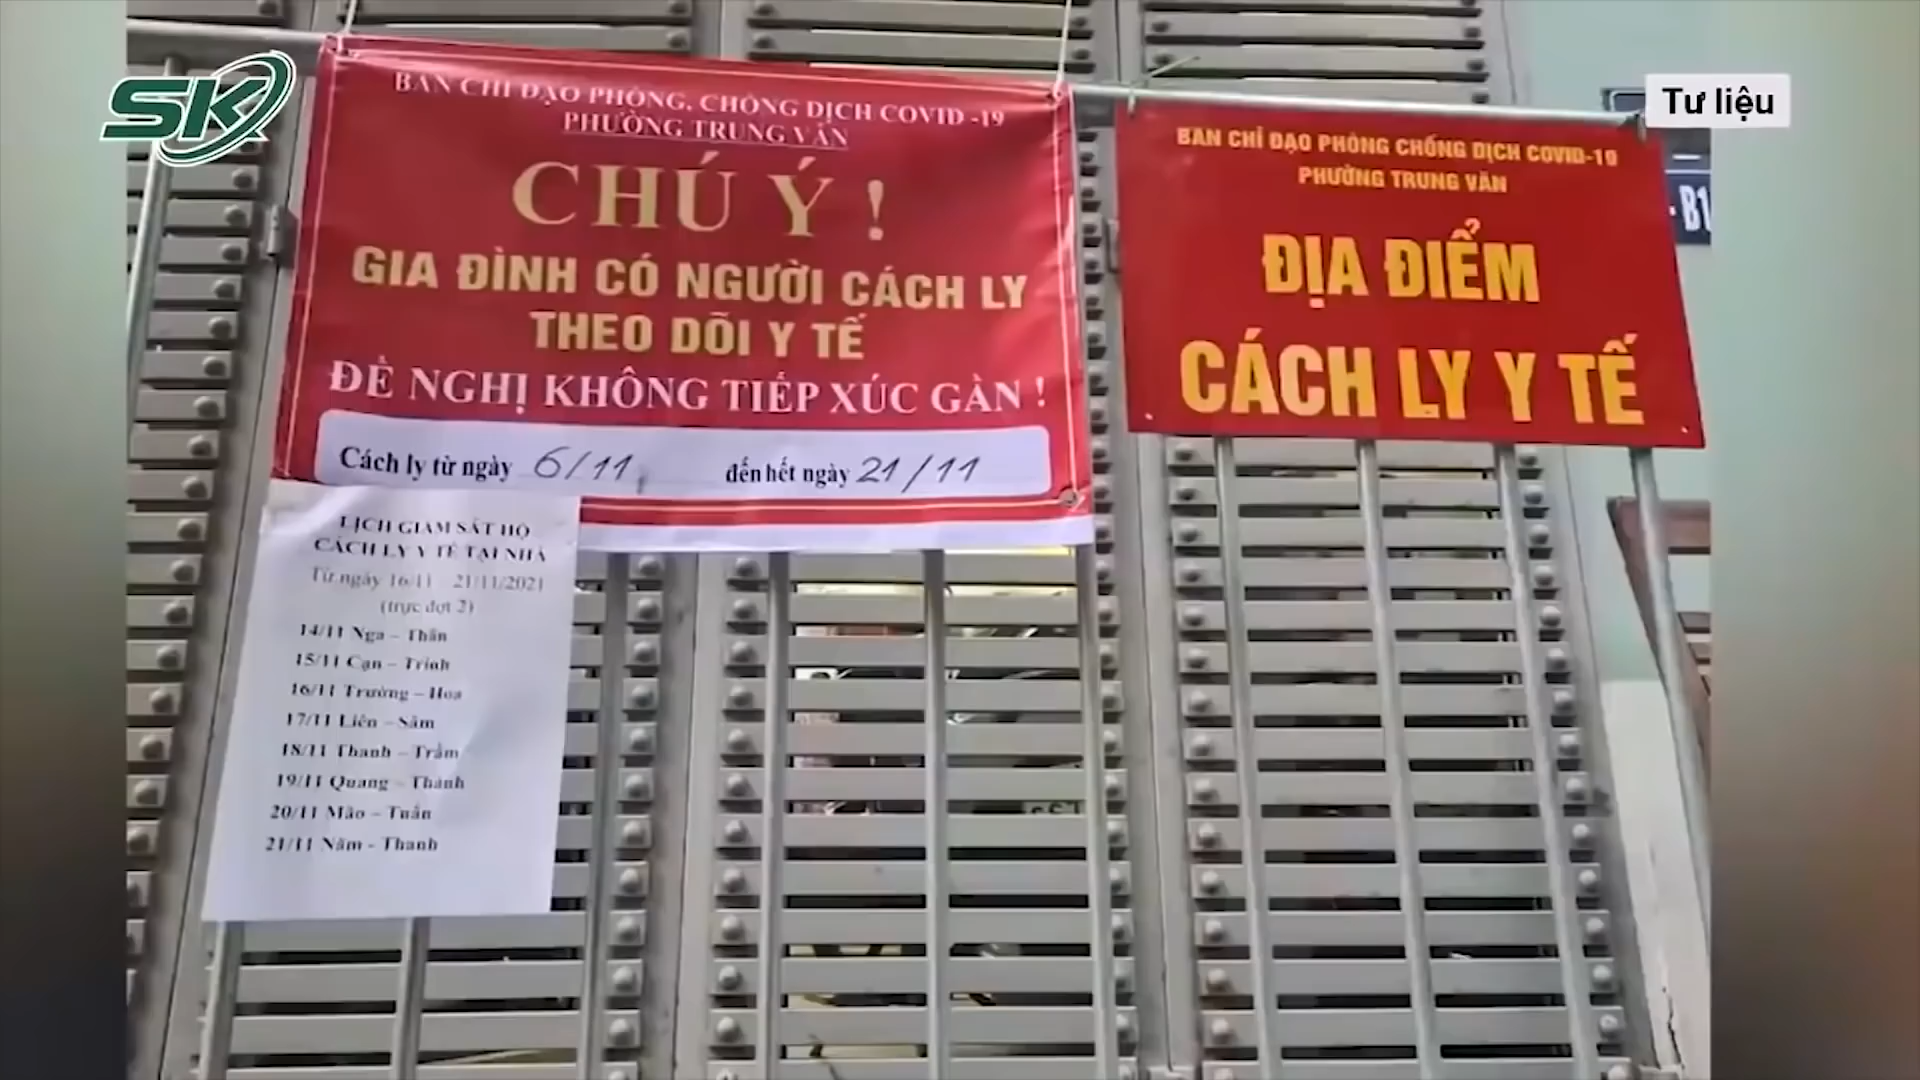 SK
Tư liệu
BAN CHỈ ĐẠO PHÒNG, CHỐNG DỊCH COVID -19
PHƯỜNG TRUNG VĂN
CHÚ Ý !
GIA ĐÌNH CÓ NGƯỜI CÁCH LY
THEO DÕI Y TẾ
ĐỀ NGHỊ KHÔNG TIẾP XÚC GẦN !
Cách ly từ ngày 6/11 đến hết ngày 21/11
LỊCH GIÁM SÁT HỘ
CÁCH LY Y TẾ TẠI NHÀ
Từ ngày 16/11 - 21/11/2021
(trực đợt 2)
14/11 Nga – Thân
15/11 Cạn – Trinh
16/11 Trường – Hoa
17/11 Liên – Sâm
18/11 Thanh – Trầm
19/11 Quang – Thanh
20/11 Mão – Tuấn
21/11 Năm - Thanh
BAN CHỈ ĐẠO PHÒNG CHỐNG DỊCH COVID-19
PHƯỜNG TRUNG VĂN
ĐỊA ĐIỂM
CÁCH LY Y TẾ
- B1